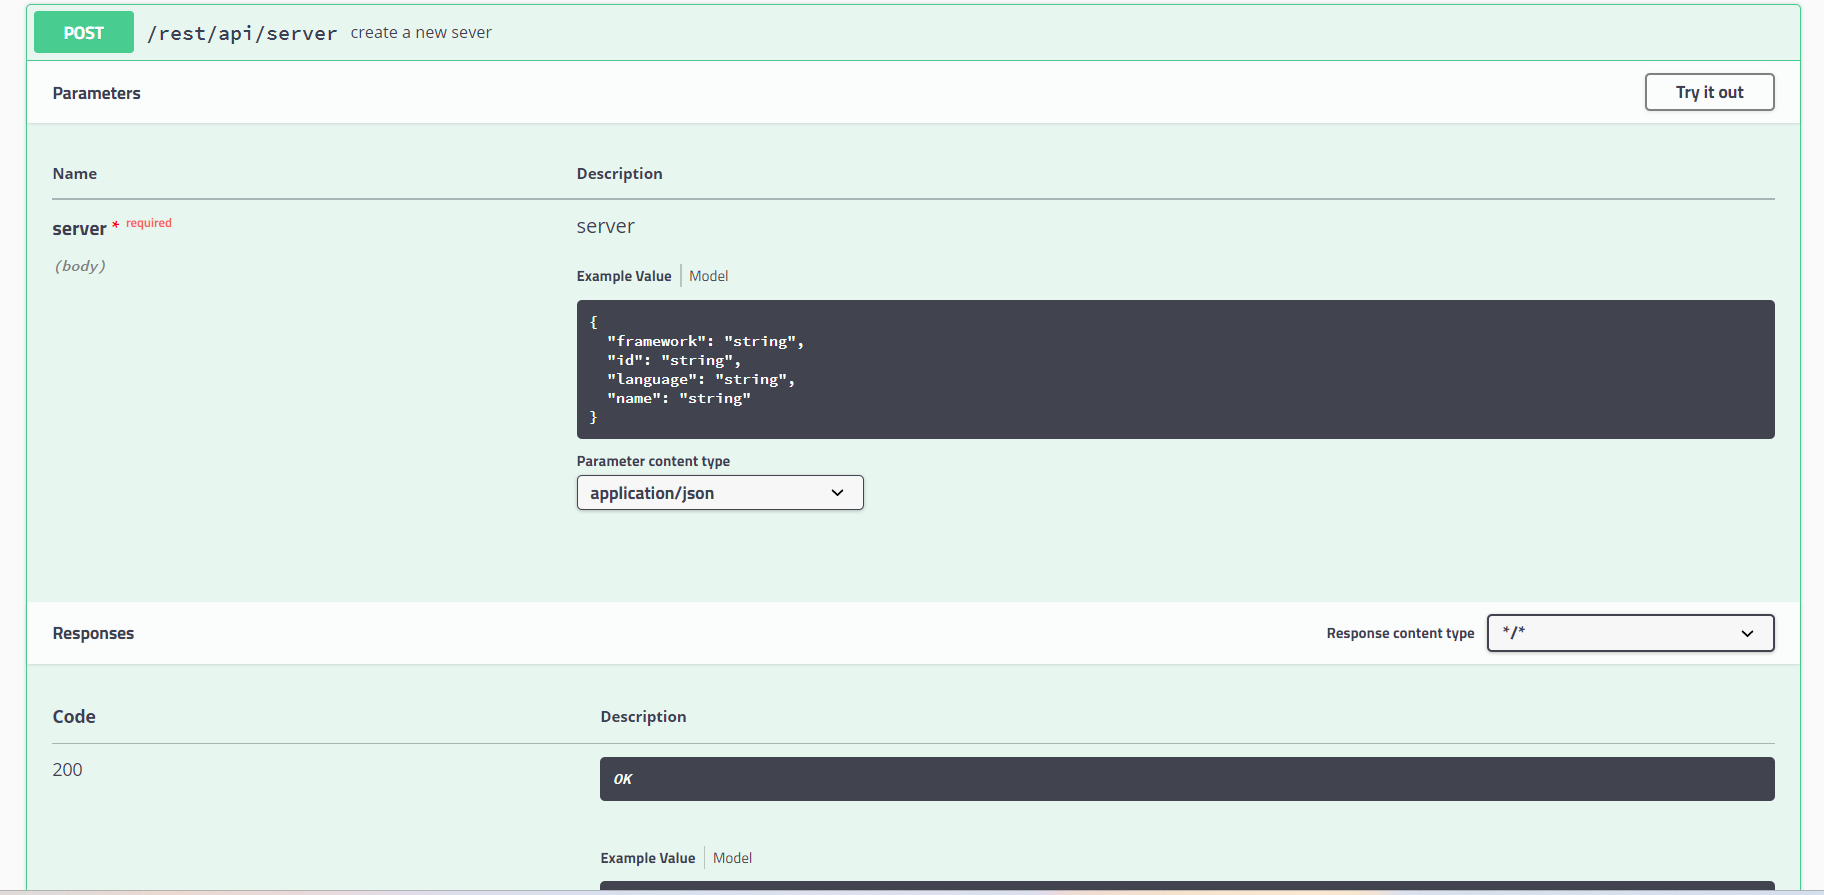 POST /rest/api/server create a new sever
Parameters Try it out
Name Description
server * required server
(body)
Example Value Model
{
"framework": "string",
"id": "string",
"language": "string",
"name": "string"
}
Parameter content type
application/json
Responses Response content type */*
Code Description
200 OK
Example Value Model